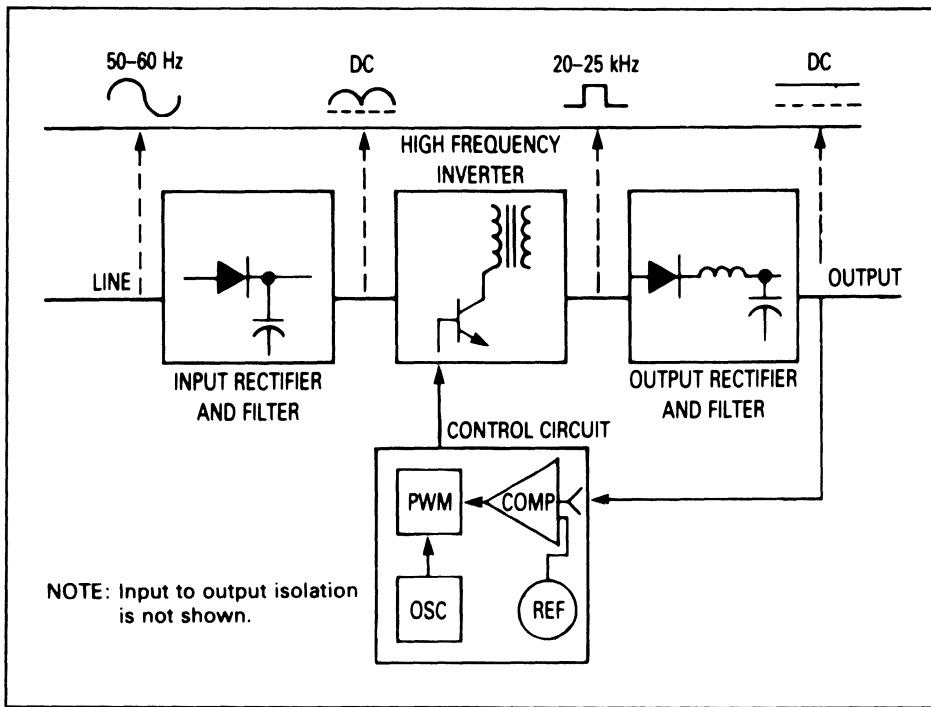 50–60 Hz
DC
20–25 kHz
DC
HIGH FREQUENCY
INVERTER
LINE
OUTPUT
INPUT RECTIFIER
AND FILTER
OUTPUT RECTIFIER
AND FILTER
CONTROL CIRCUIT
PWM
COMP
OSC
REF
NOTE: Input to output isolation
is not shown.